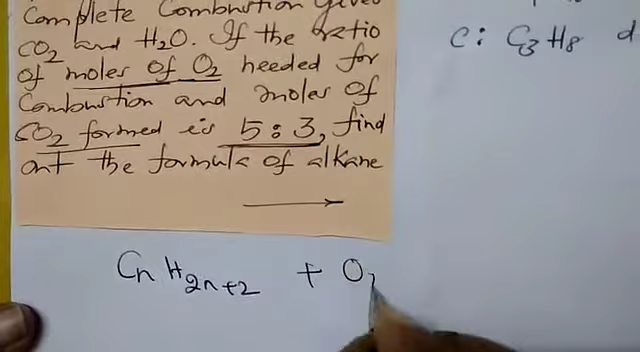 Complete Combustion gives
CO2 and H2O. If the ratio
of moles of O2 needed for
Combustion and moles of
CO2 formed is 5:3, find
out the formula of alkane
C: C3H8 d
CnH2n+2 + O2